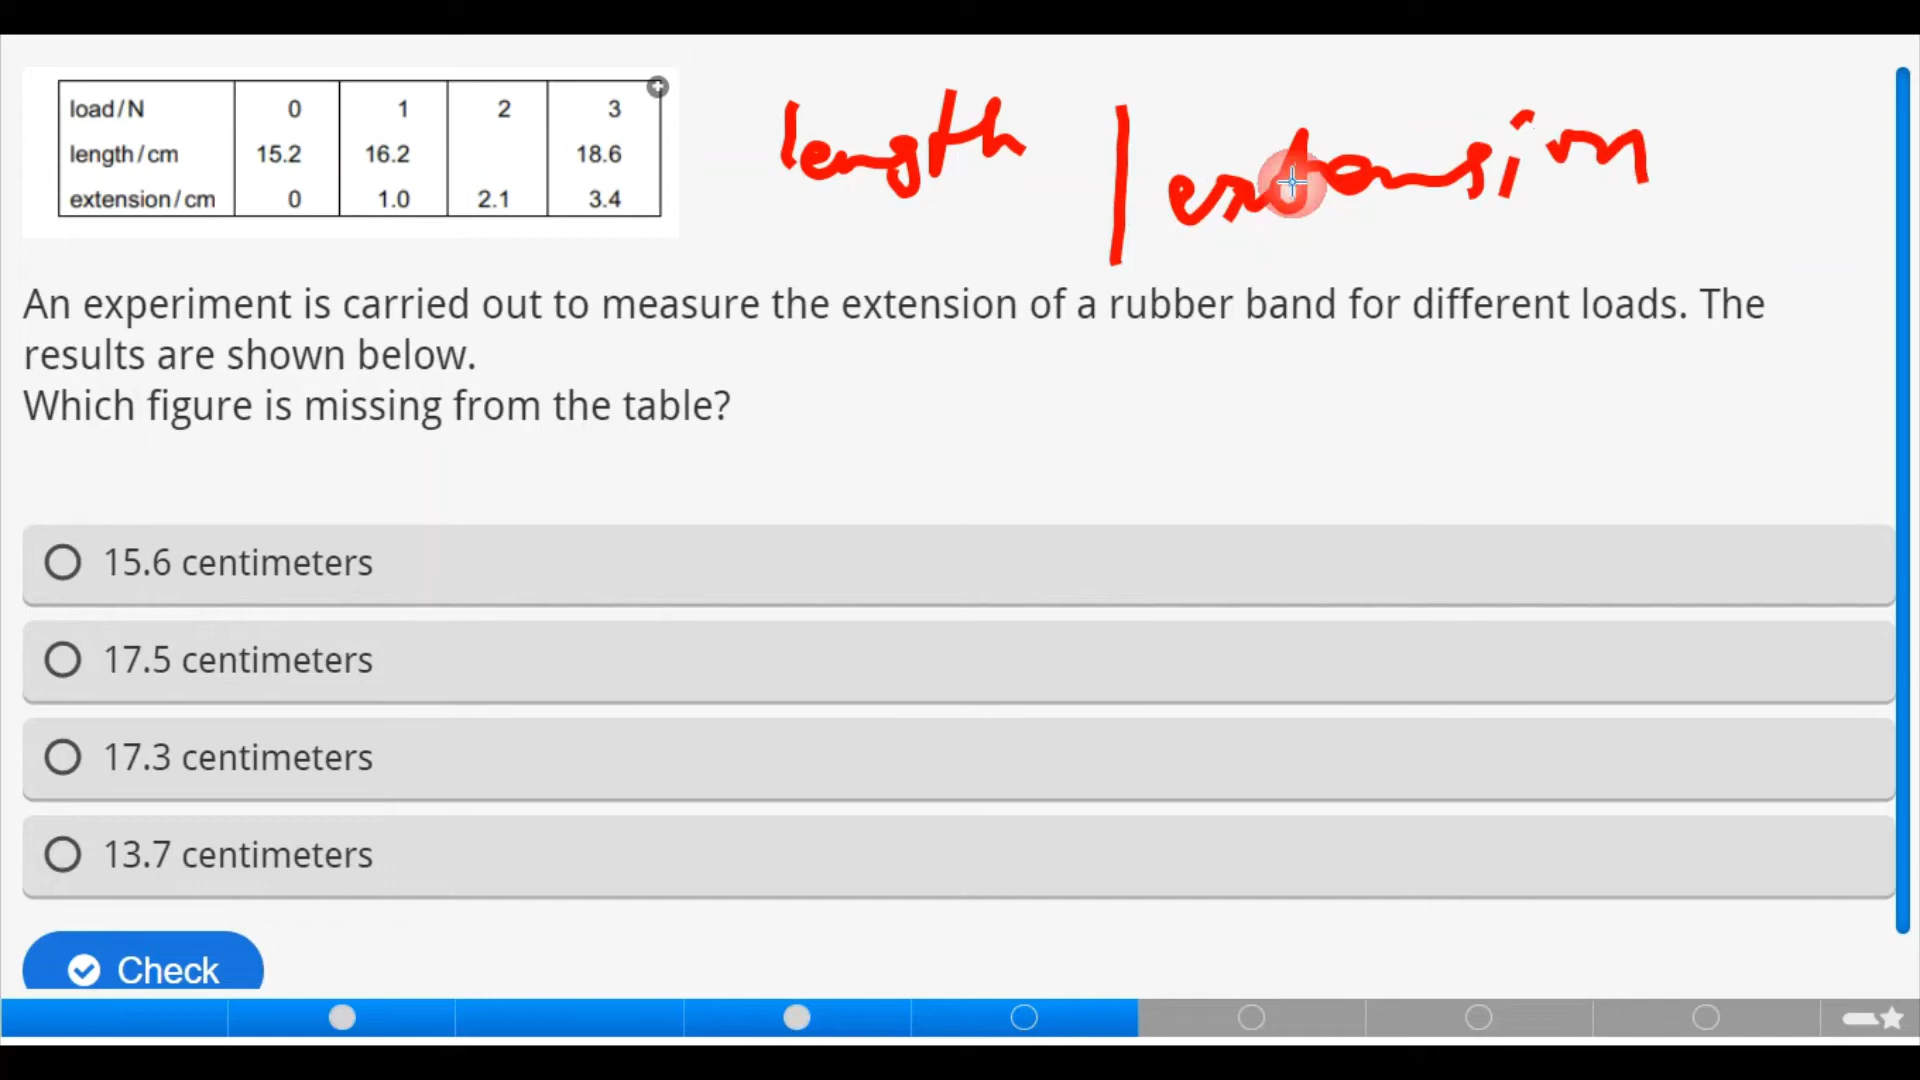 load/N 0 1 2 3
length/cm 15.2 16.2 18.6
extension/cm 0 1.0 2.1 3.4
length | extension
An experiment is carried out to measure the extension of a rubber band for different loads. The
results are shown below.
Which figure is missing from the table?
15.6 centimeters
17.5 centimeters
17.3 centimeters
13.7 centimeters
Check